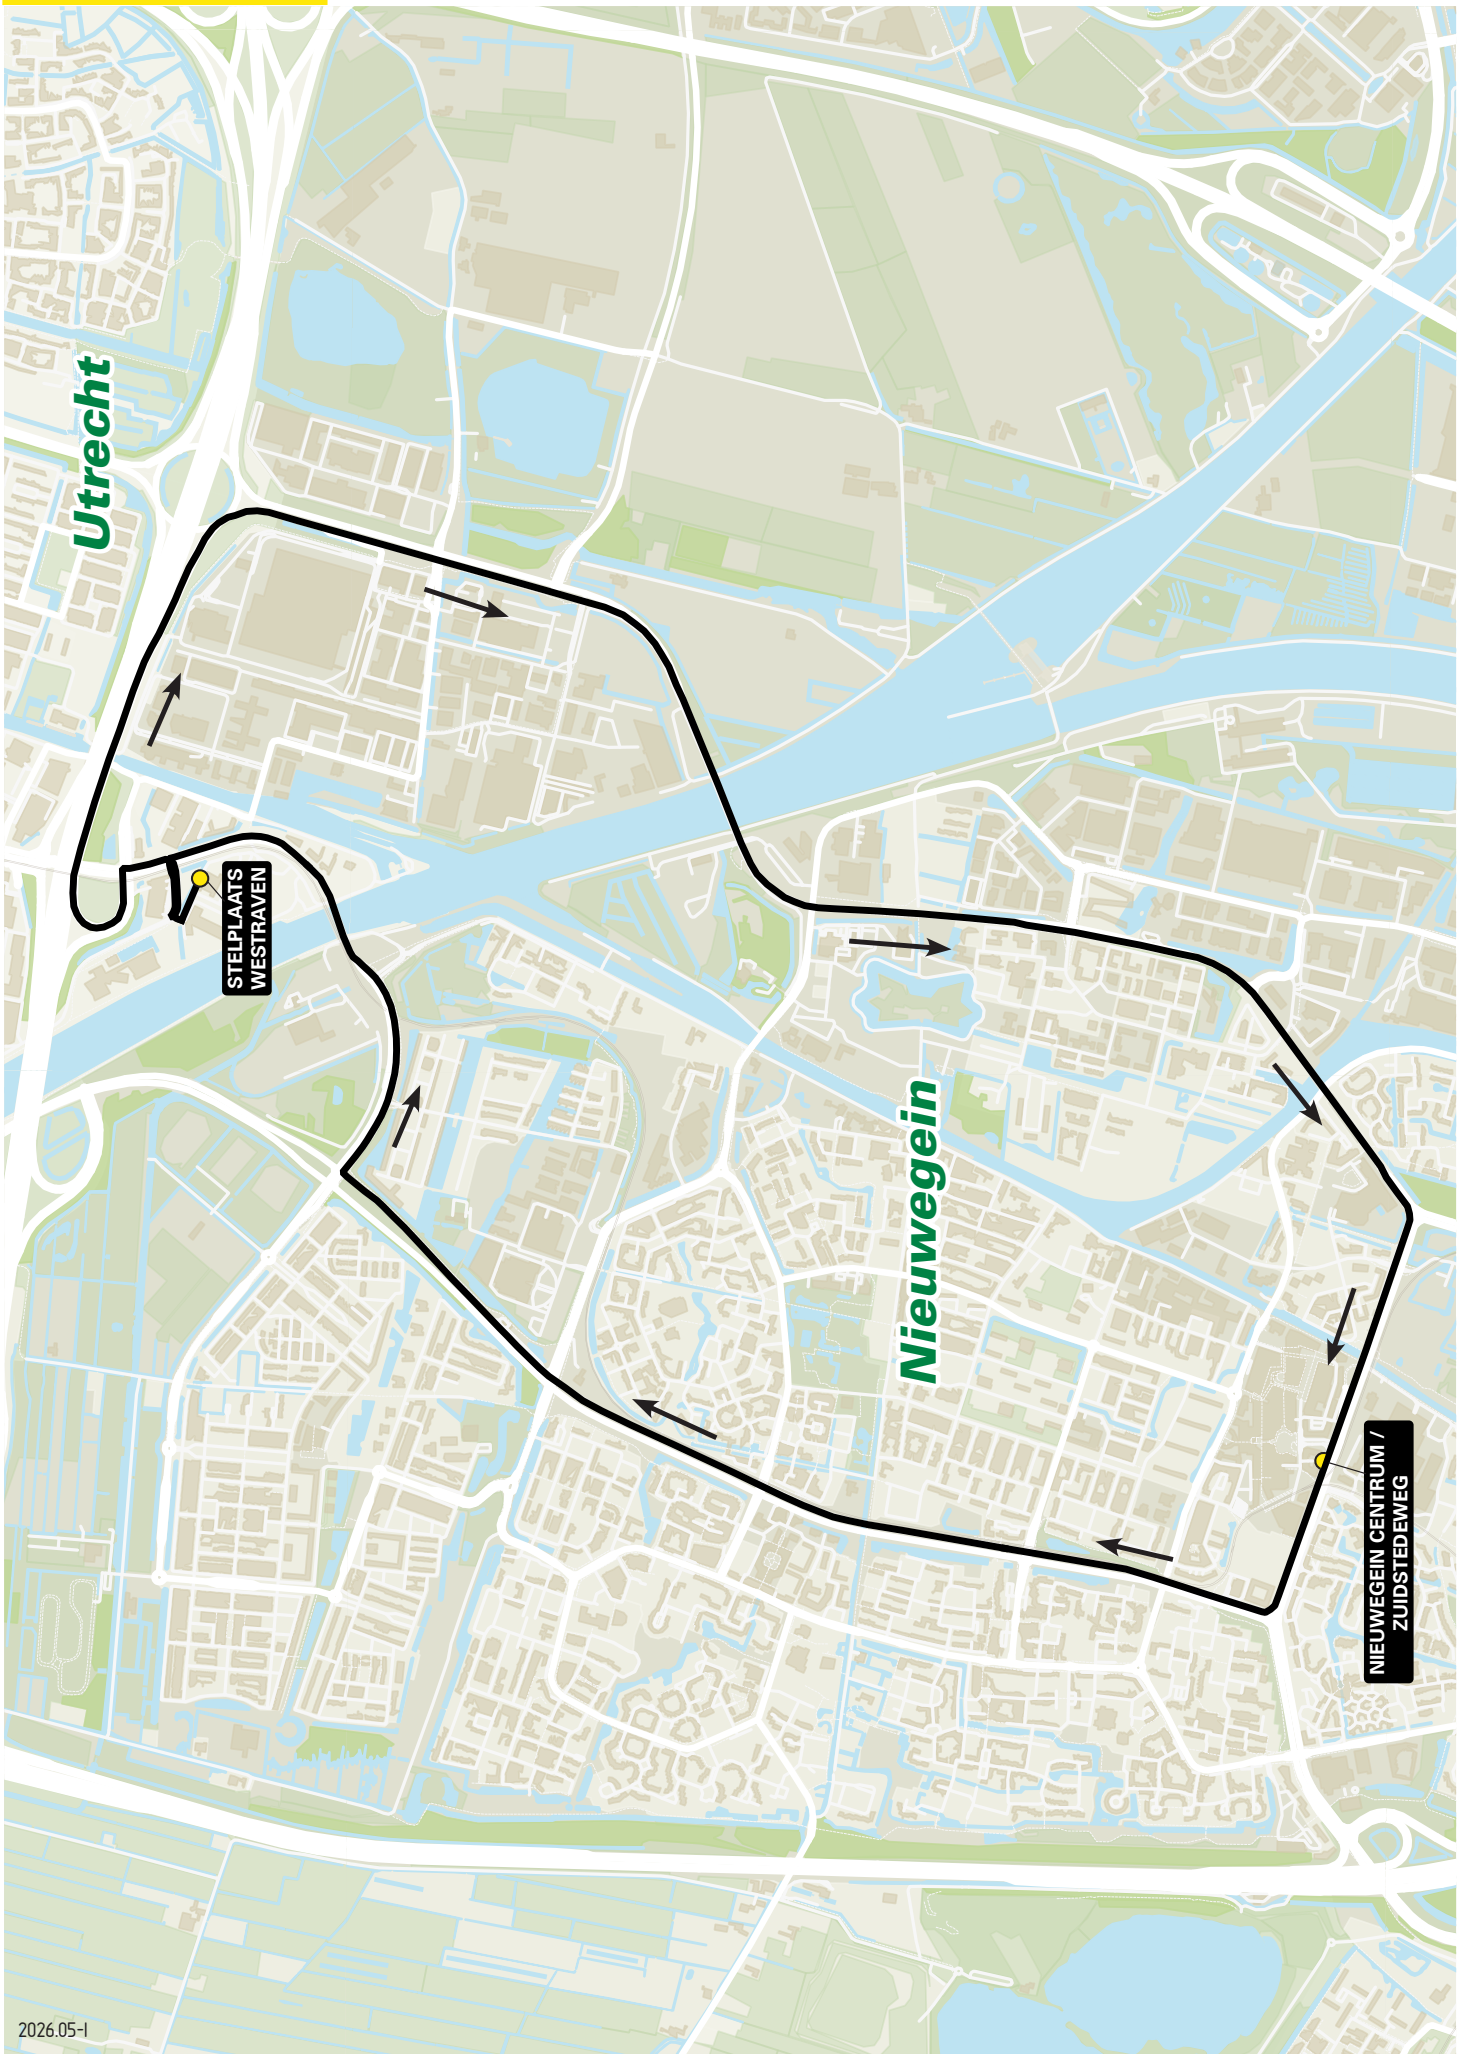 Utrecht
STELPLAATS
WESTRAVEN
Nieuwegein
NIEUWEGEIN CENTRUM /
ZUIDSTEDEWEG
2026.05-I